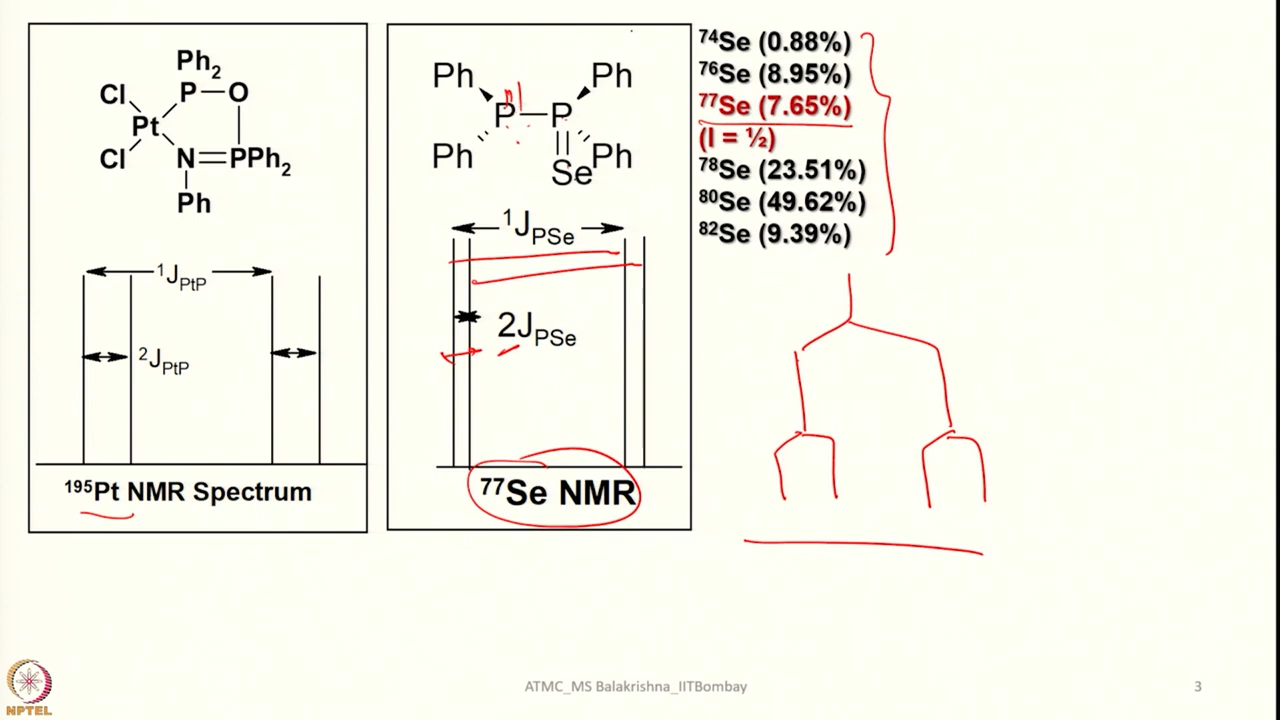 Ph2
Cl P O
Pt
Cl N PPh2
Ph
1JPtP
2JPtP
195Pt NMR Spectrum
Ph Ph
P P
Ph Se Ph
1JPSe
2JPSe
77Se NMR
74Se (0.88%)
76Se (8.95%)
77Se (7.65%)
(I = ½)
78Se (23.51%)
80Se (49.62%)
82Se (9.39%)
NPTEL
ATMC_MS Balakrishna_IITBombay
3